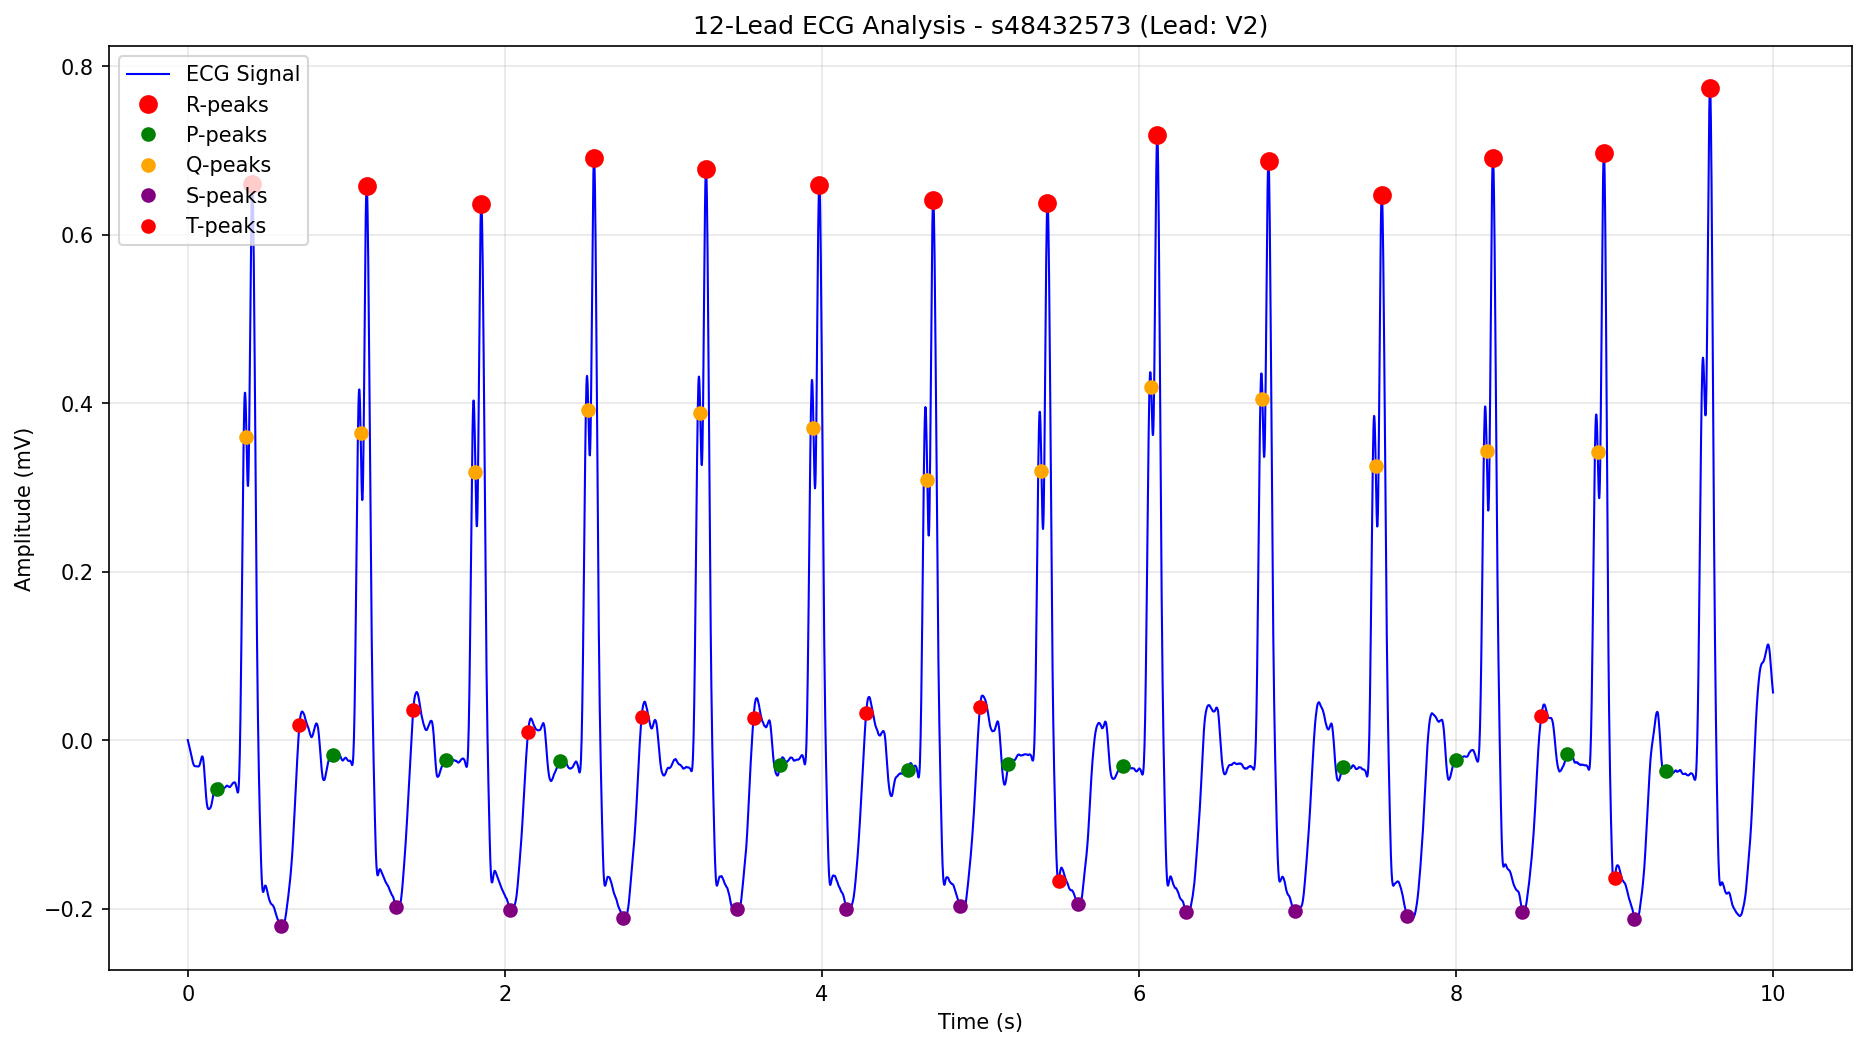 12-Lead ECG Analysis - s48432573 (Lead: V2)
ECG Signal
R-peaks
P-peaks
Q-peaks
S-peaks
T-peaks
Amplitude (mV)
0.8
0.6
0.4
0.2
0.0
−0.2
0 2 4 6 8 10
Time (s)